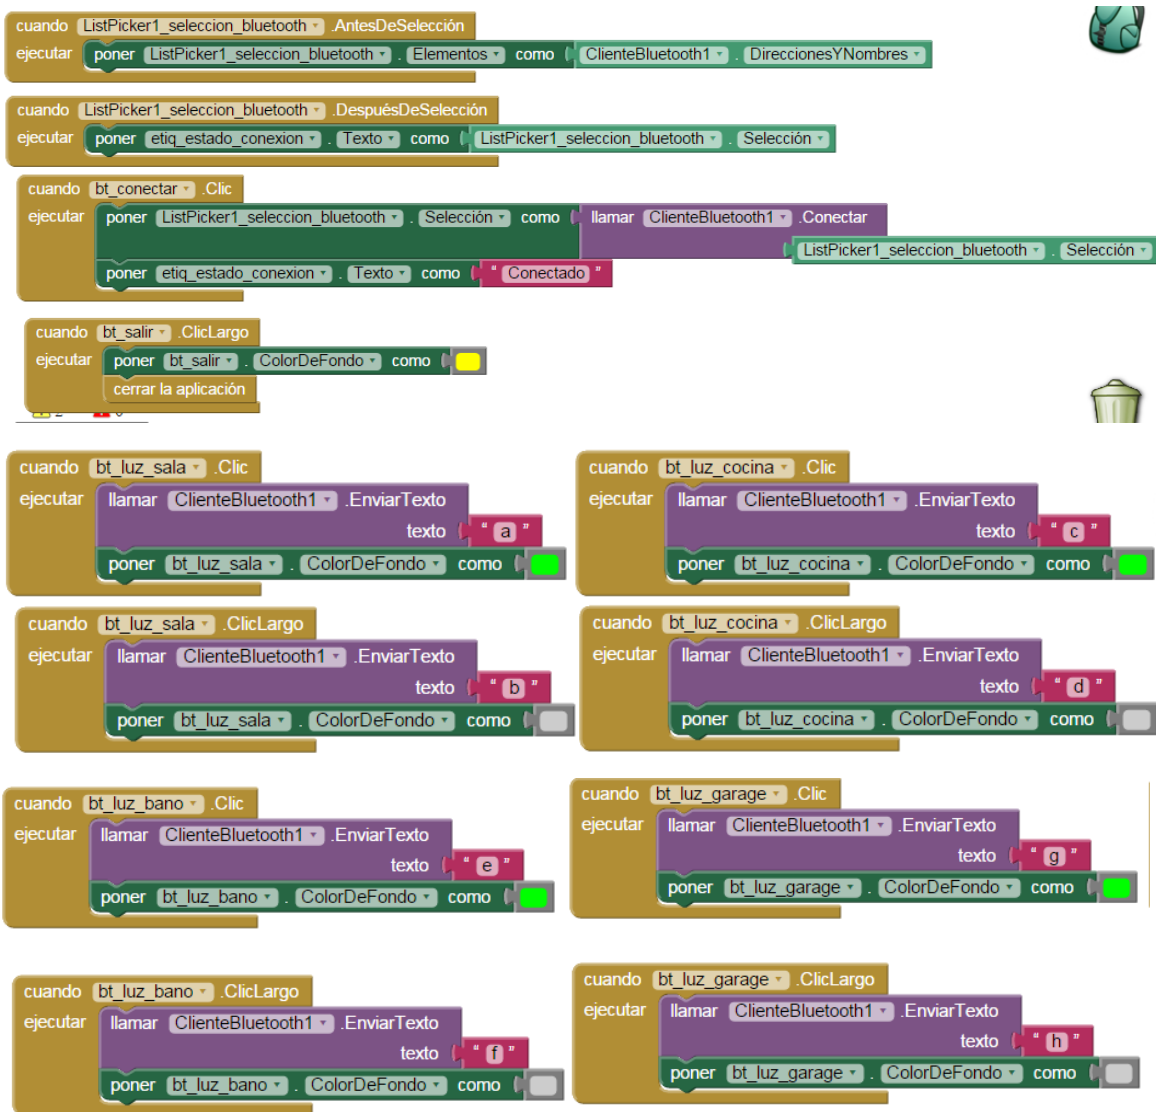 cuando ListPicker1_seleccion_bluetooth .AntesDeSelección
ejecutar poner ListPicker1_seleccion_bluetooth . Elementos como ClienteBluetooth1 . DireccionesYNombres
cuando ListPicker1_seleccion_bluetooth .DespuésDeSelección
ejecutar poner etiq_estado_conexion . Texto como ListPicker1_seleccion_bluetooth . Selección
cuando bt_conectar .Clic
ejecutar poner ListPicker1_seleccion_bluetooth . Selección como llamar ClienteBluetooth1 .Conectar
ListPicker1_seleccion_bluetooth . Selección
poner etiq_estado_conexion . Texto como " Conectado "
cuando bt_salir .ClicLargo
ejecutar poner bt_salir . ColorDeFondo como
cerrar la aplicación
cuando bt_luz_sala .Clic
ejecutar llamar ClienteBluetooth1 .EnviarTexto
texto " a "
poner bt_luz_sala . ColorDeFondo como
cuando bt_luz_cocina .Clic
ejecutar llamar ClienteBluetooth1 .EnviarTexto
texto " c "
poner bt_luz_cocina . ColorDeFondo como
cuando bt_luz_sala .ClicLargo
ejecutar llamar ClienteBluetooth1 .EnviarTexto
texto " b "
poner bt_luz_sala . ColorDeFondo como
cuando bt_luz_cocina .ClicLargo
ejecutar llamar ClienteBluetooth1 .EnviarTexto
texto " d "
poner bt_luz_cocina . ColorDeFondo como
cuando bt_luz_bano .Clic
ejecutar llamar ClienteBluetooth1 .EnviarTexto
texto " e "
poner bt_luz_bano . ColorDeFondo como
cuando bt_luz_garage .Clic
ejecutar llamar ClienteBluetooth1 .EnviarTexto
texto " g "
poner bt_luz_garage . ColorDeFondo como
cuando bt_luz_bano .ClicLargo
ejecutar llamar ClienteBluetooth1 .EnviarTexto
texto " f "
poner bt_luz_bano . ColorDeFondo como
cuando bt_luz_garage .ClicLargo
ejecutar llamar ClienteBluetooth1 .EnviarTexto
texto " h "
poner bt_luz_garage . ColorDeFondo como